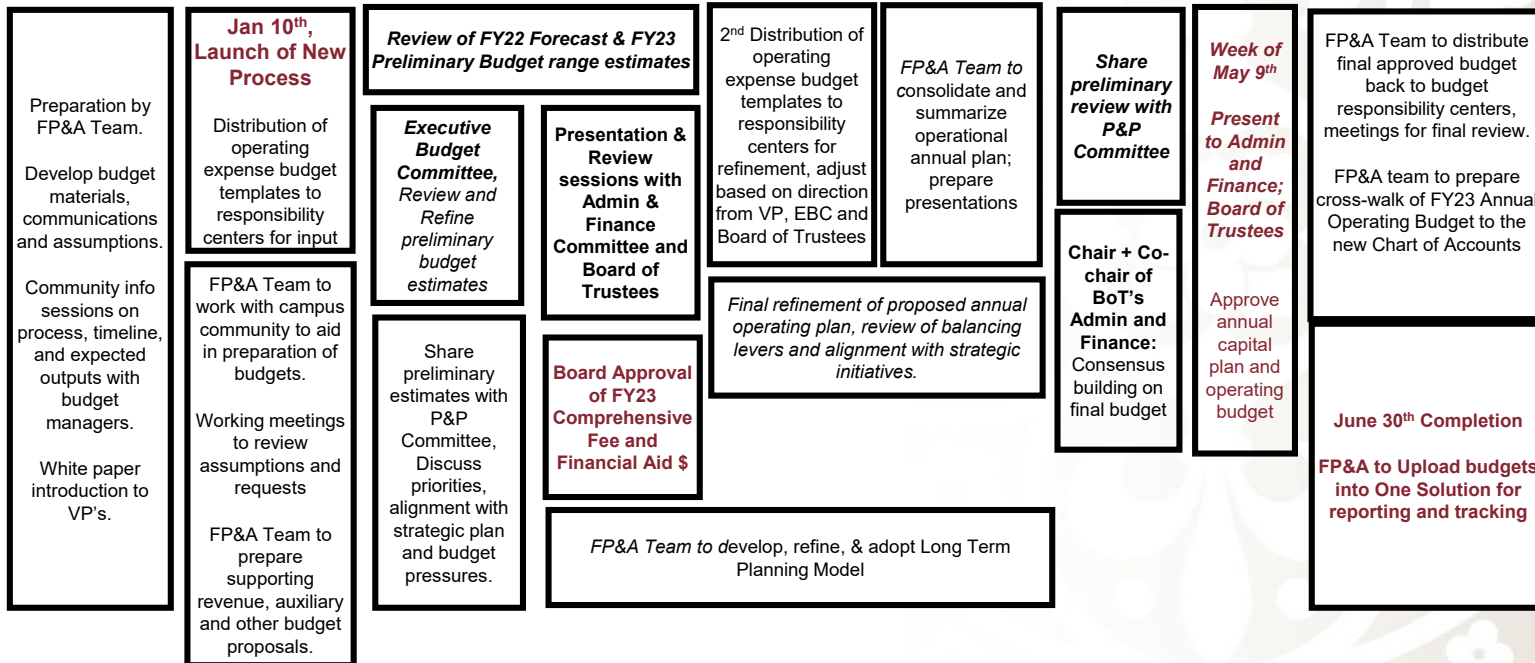 Preparation by
FP&A Team.
Develop budget
materials,
communications
and assumptions.
Community info
sessions on
process, timeline,
and expected
outputs with
budget
managers.
White paper
introduction to
VP's.
Jan 10th,
Launch of New
Process
Distribution of
operating
expense budget
templates to
responsibility
centers for input
FP&A Team to
work with campus
community to aid
in preparation of
budgets.
Working meetings
to review
assumptions and
requests
FP&A Team to
prepare
supporting
revenue, auxiliary
and other budget
proposals.
Review of FY22 Forecast & FY23
Preliminary Budget range estimates
Executive
Budget
Committee,
Review and
Refine
preliminary
budget
estimates
Share
preliminary
estimates with
P&P
Committee,
Discuss
priorities,
alignment with
strategic plan
and budget
pressures.
Presentation &
Review
sessions with
Admin &
Finance
Committee and
Board of
Trustees
Board Approval
of FY23
Comprehensive
Fee and
Financial Aid $
2nd Distribution of
operating
expense budget
templates to
responsibility
centers for
refinement, adjust
based on direction
from VP, EBC and
Board of Trustees
FP&A Team to
consolidate and
summarize
operational
annual plan;
prepare
presentations
Final refinement of proposed annual
operating plan, review of balancing
levers and alignment with strategic
initiatives.
FP&A Team to develop, refine, & adopt Long Term
Planning Model
Share
preliminary
review with
P&P
Committee
Chair + Co-
chair of
BoT's
Admin and
Finance:
Consensus
building on
final budget
Week of
May 9th
Present
to Admin
and
Finance;
Board of
Trustees
Approve
annual
capital
plan and
operating
budget
FP&A Team to distribute
final approved budget
back to budget
responsibility centers,
meetings for final review.
FP&A team to prepare
cross-walk of FY23 Annual
Operating Budget to the
new Chart of Accounts
June 30th Completion
FP&A to Upload budgets
into One Solution for
reporting and tracking